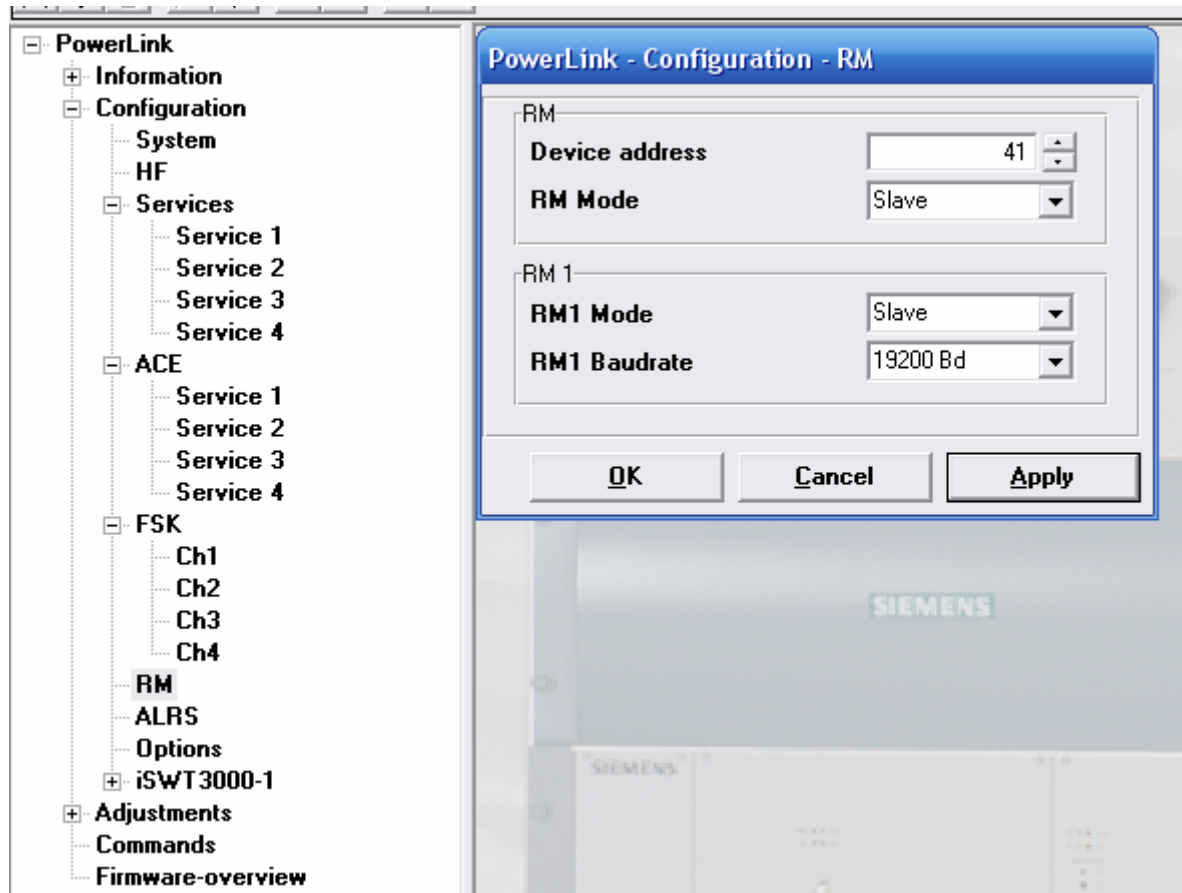 PowerLink
Information
Configuration
System
HF
Services
Service 1
Service 2
Service 3
Service 4
ACE
Service 1
Service 2
Service 3
Service 4
FSK
Ch1
Ch2
Ch3
Ch4
RM
ALRS
Options
iSWT3000-1
Adjustments
Commands
Firmware-overview
PowerLink - Configuration - RM
RM
Device address 41
RM Mode Slave
RM 1
RM1 Mode Slave
RM1 Baudrate 19200 Bd
OK Cancel Apply
SIEMENS
SIEMENS